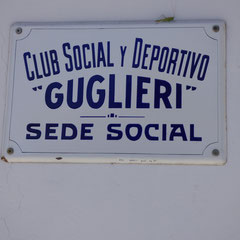 CLUB SOCIAL Y DEPORTIVO
"GUGLIERI"
SEDE SOCIAL